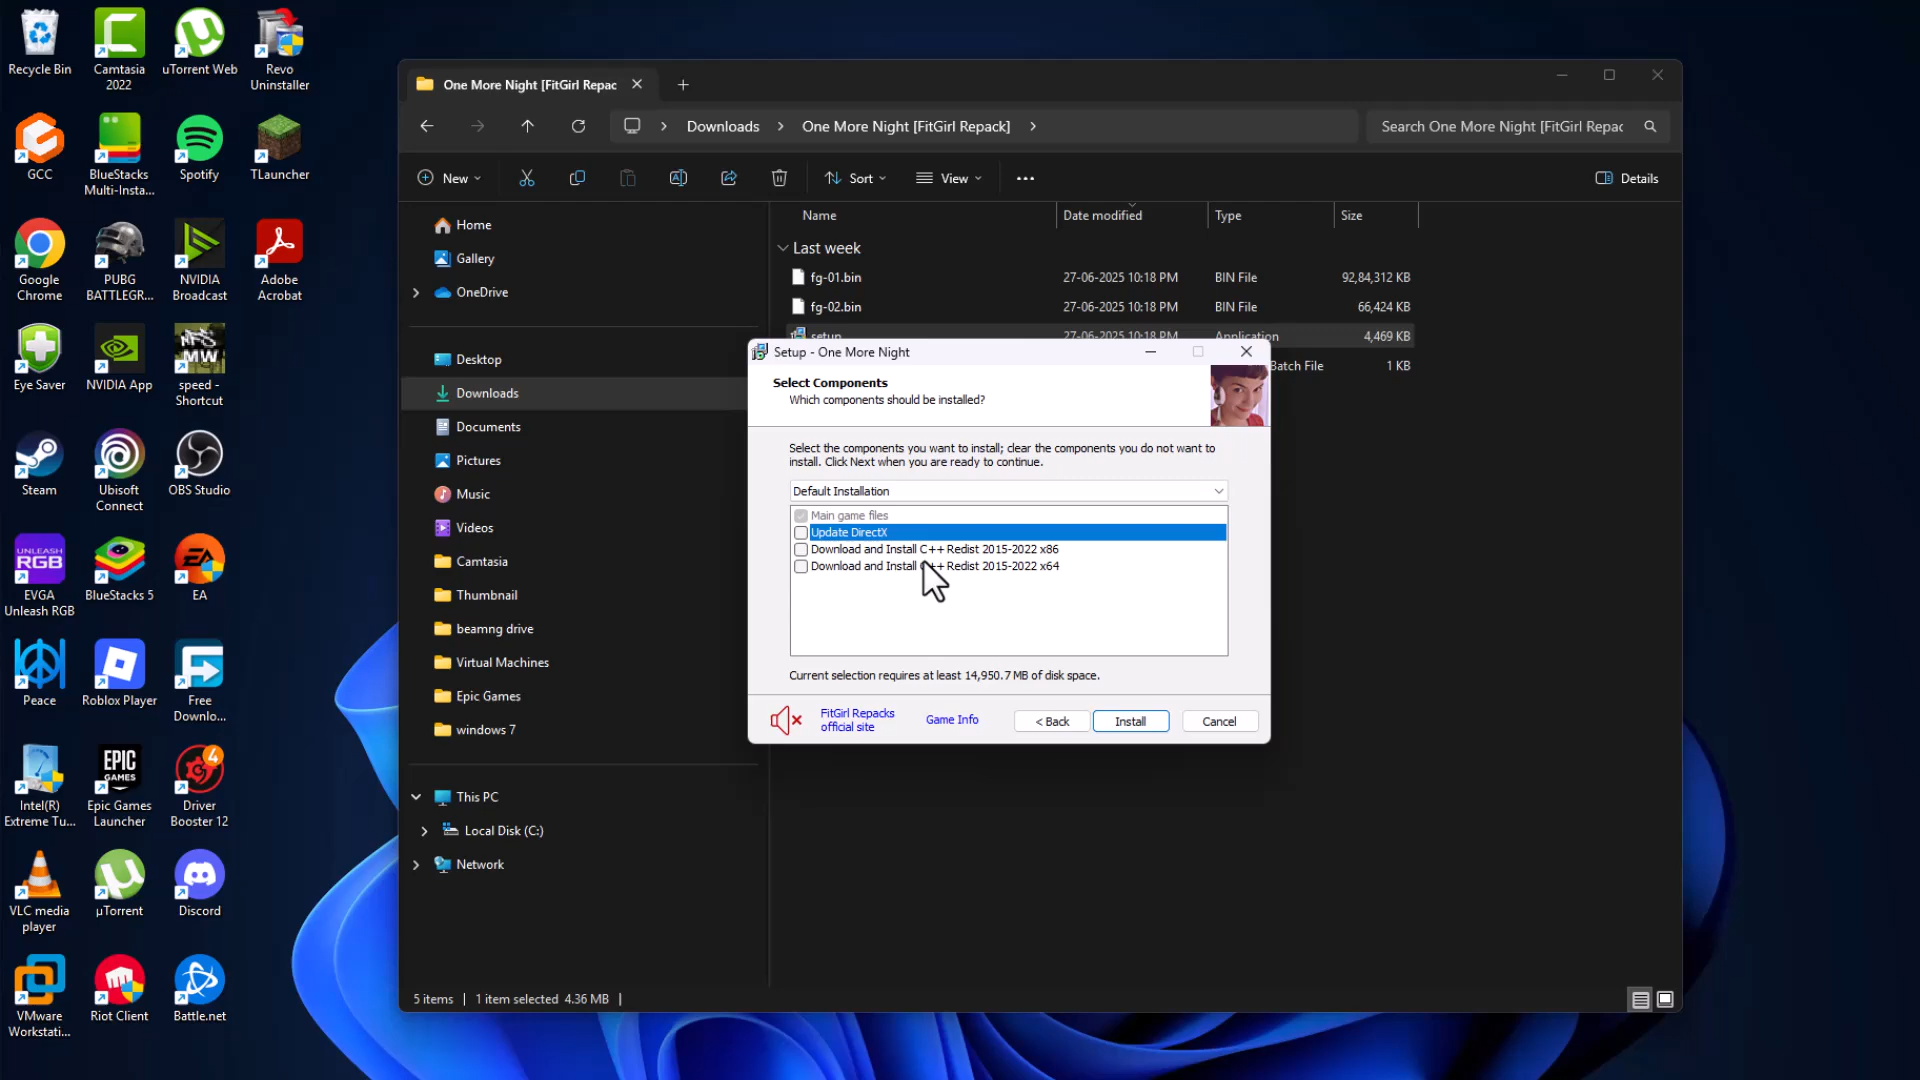 Recycle Bin
Camtasia 2022
uTorrent Web
Revo Uninstaller
GCC
BlueStacks Multi-Insta...
Spotify
TLauncher
Google Chrome
PUBG BATTLEGR...
NVIDIA Broadcast
Adobe Acrobat
Eye Saver
NVIDIA App
NFS MW
speed - Shortcut
Steam
Ubisoft Connect
OBS Studio
UNLEASH RGB
EVGA Unleash RGB
BlueStacks 5
EA
EA
Peace
Roblox Player
Free Downlo...
Intel(R) Extreme Tu...
EPIC GAMES
Epic Games Launcher
4
Driver Booster 12
VLC media player
µTorrent
Discord
VMware Workstati...
Riot Client
Battle.net
One More Night [FitGirl Repac
Downloads
One More Night [FitGirl Repack]
Search One More Night [FitGirl Repac
New
Sort
View
Details
Name
Date modified
Type
Size
Home
Gallery
OneDrive
Desktop
Downloads
Documents
Pictures
Music
Videos
Camtasia
Thumbnail
beamng drive
Virtual Machines
Epic Games
windows 7
This PC
Local Disk (C:)
Network
Last week
fg-01.bin 27-06-2025 10:18 PM BIN File 92,84,312 KB
fg-02.bin 27-06-2025 10:18 PM BIN File 66,424 KB
setup 27-06-2025 10:18 PM Application 4,469 KB
Batch File 1 KB
Setup - One More Night
Select Components
Which components should be installed?
Select the components you want to install; clear the components you do not want to
install. Click Next when you are ready to continue.
Default Installation
Main game files
Update DirectX
Download and Install C++ Redist 2015-2022 x86
Download and Install C++ Redist 2015-2022 x64
Current selection requires at least 14,950.7 MB of disk space.
FitGirl Repacks
official site
Game Info
< Back
Install
Cancel
5 items
1 item selected 4.36 MB